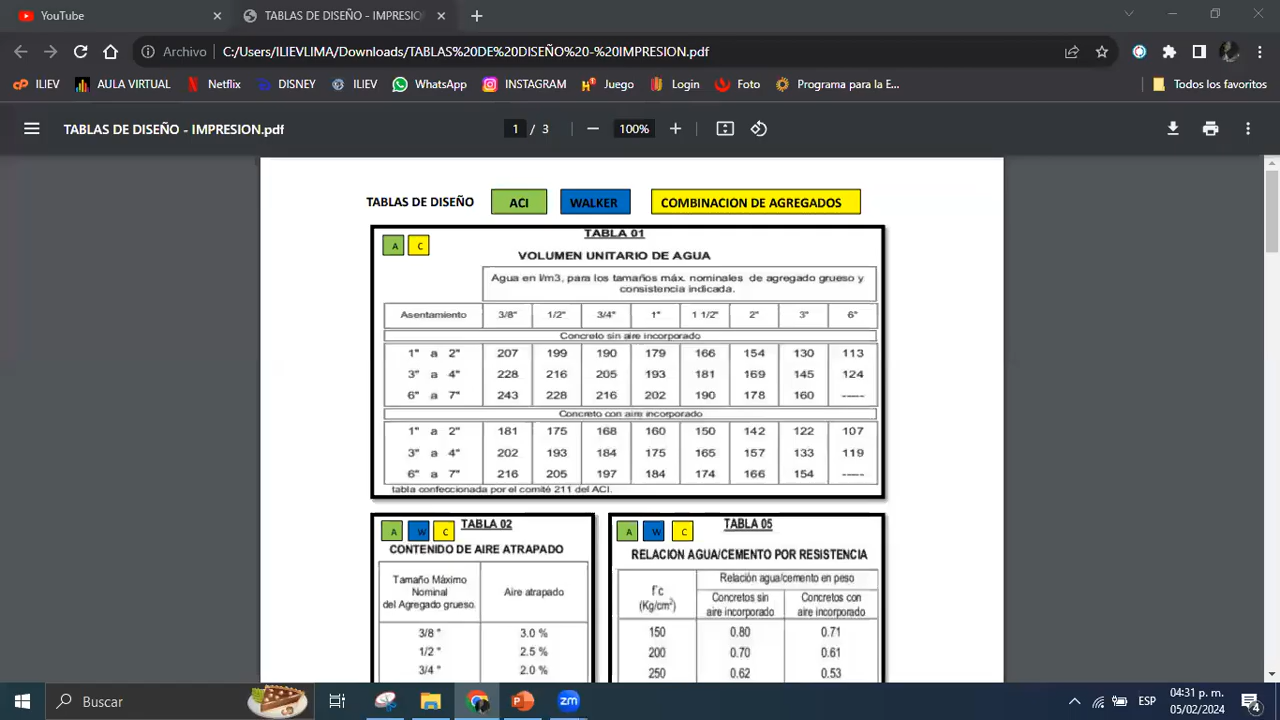 YouTube
TABLAS DE DISEÑO - IMPRESIO
Archivo C:/Users/ILIEVLIMA/Downloads/TABLAS%20DE%20DISEÑO%20-%20IMPRESION.pdf
ILIEV AULA VIRTUAL Netflix DISNEY ILIEV WhatsApp INSTAGRAM Juego Login Foto Programa para la E... Todos los favoritos
TABLAS DE DISEÑO - IMPRESION.pdf 1 / 3 100%
TABLAS DE DISEÑO ACI WALKER COMBINACION DE AGREGADOS
TABLA 01
A C
VOLUMEN UNITARIO DE AGUA
Agua en l/m3, para los tamaños máx. nominales de agregado grueso y
consistencia indicada.
Asentamiento 3/8" 1/2" 3/4" 1" 1 1/2" 2" 3" 6"
Concreto sin aire incorporado
1" a 2" 207 199 190 179 166 154 130 113
3" a 4" 228 216 205 193 181 169 145 124
6" a 7" 243 228 216 202 190 178 160 -----
Concreto con aire incorporado
1" a 2" 181 175 168 160 150 142 122 107
3" a 4" 202 193 184 175 165 157 133 119
6" a 7" 216 205 197 184 174 166 154 -----
tabla confeccionada por el comité 211 del ACI.
A W C TABLA 02
CONTENIDO DE AIRE ATRAPADO
Tamaño Máximo
Nominal
del Agregado grueso.
Aire atrapado
3/8 " 3.0 %
1/2 " 2.5 %
3/4 " 2.0 %
A W C TABLA 05
RELACION AGUA/CEMENTO POR RESISTENCIA
f'c
(Kg/cm²)
Relación agua/cemento en peso
Concretos sin
aire incorporado
Concretos con
aire incorporado
150 0.80 0.71
200 0.70 0.61
250 0.62 0.53
Buscar
ESP
04:31 p. m.
05/02/2024
4